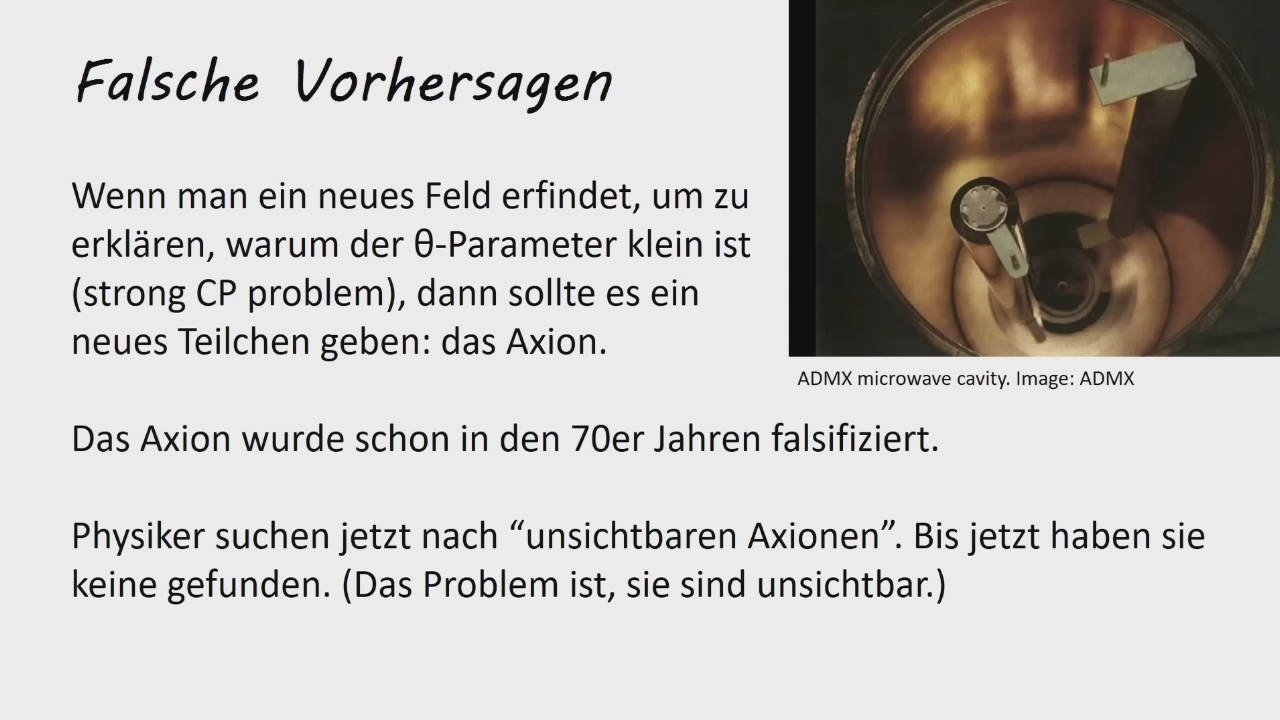 Falsche Vorhersagen
Wenn man ein neues Feld erfindet, um zu
erklären, warum der θ-Parameter klein ist
(strong CP problem), dann sollte es ein
neues Teilchen geben: das Axion.
ADMX microwave cavity. Image: ADMX
Das Axion wurde schon in den 70er Jahren falsifiziert.
Physiker suchen jetzt nach “unsichtbaren Axionen”. Bis jetzt haben sie
keine gefunden. (Das Problem ist, sie sind unsichtbar.)